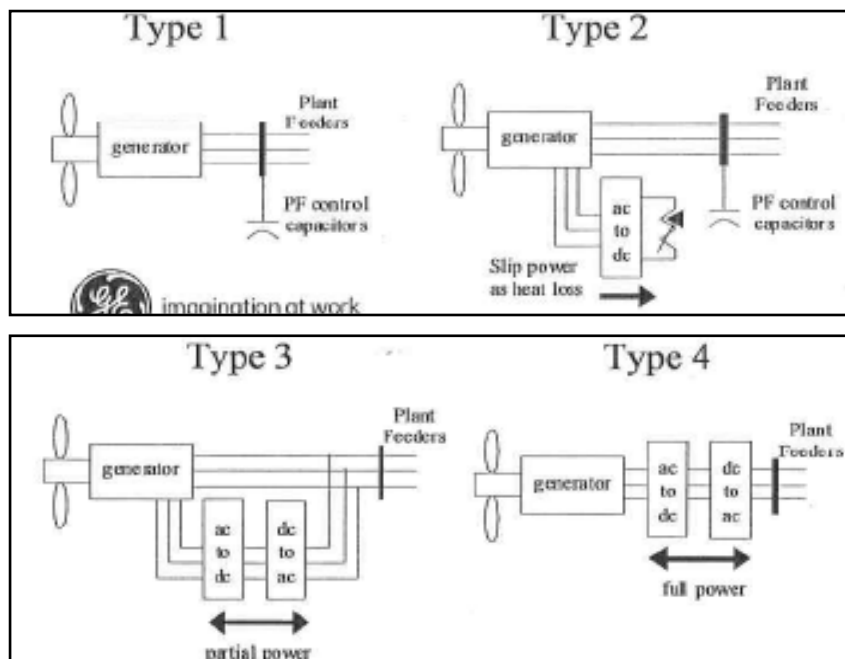 Type 1
Plant
Feeders
generator
PF control
capacitors
GE imagination at work
Type 2
Plant
Feeders
generator
ac
to
dc
PF control
capacitors
Slip power
as heat loss
Type 3
Plant
Feeders
generator
ac
to
dc
dc
to
ac
partial power
Type 4
Plant
Feeders
generator
ac
to
dc
dc
to
ac
full power